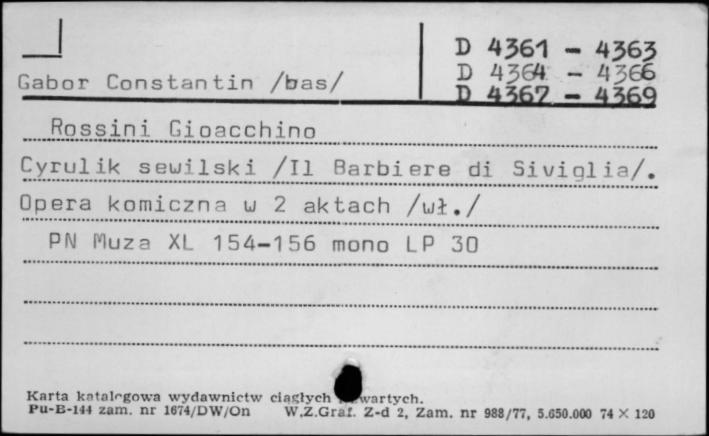 D 4361 - 4363
D 4364 - 4366
Gabor Constantin /bas/
D 4367 - 4369
Rossini Gioacchino
Cyrulik sewilski /Il Barbiere di Siviglia/.
Opera komiczna w 2 aktach /wł./
PN Muza XL 154-156 mono LP 30
Karta katalogowa wydawnictw ciągłych
Pu-B-144 zam. nr 1674/DW/On W.Z.Graf. Z-d 2, Zam. nr 988/77, 5.650.000 74 × 120